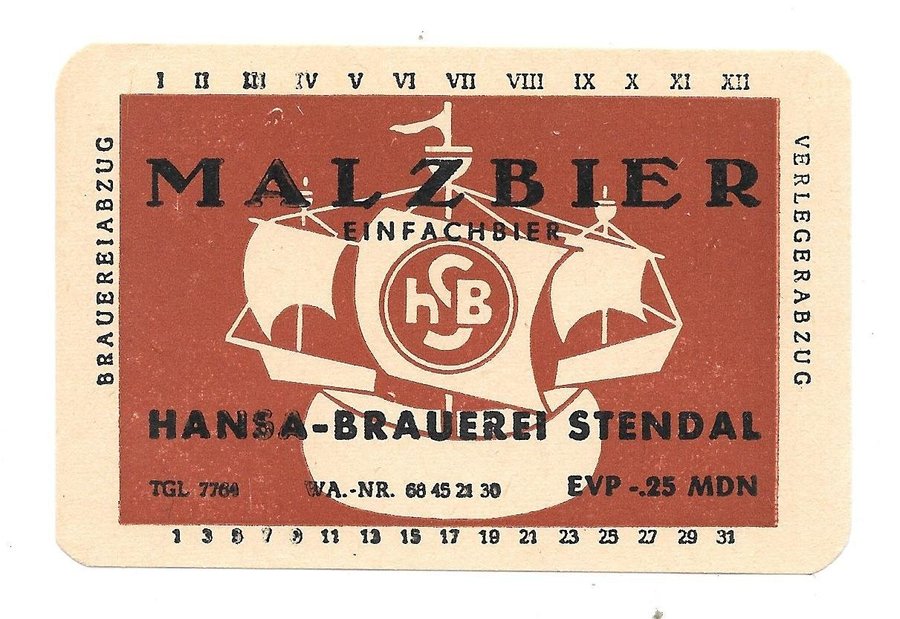 I II III IV V VI VII VIII IX X XI XII
BRAUEREIABZUG
MALZBIER
EINFACHBIER
hSB
HANSA-BRAUEREI STENDAL
TGL 7764 WA.-NR. 68 45 21 30 EVP -.25 MDN
VERLEGERABZUG
1 3 5 7 9 11 13 15 17 19 21 23 25 27 29 31